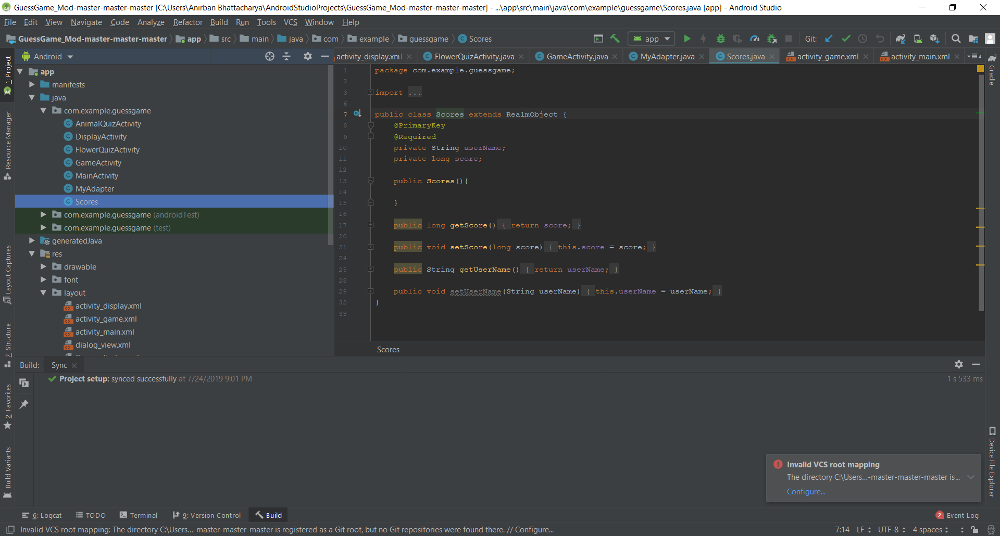 GuessGame_Mod-master-master-master [C:\Users\Anirban Bhattacharya\AndroidStudioProjects\GuessGame_Mod-master-master-master] - ...\app\src\main\java\com\example\guessgame\Scores.java [app] - Android Studio
File Edit View Navigate Code Analyze Refactor Build Run Tools VCS Window Help
GuessGame_Mod-master-master-master app src main java com example guessgame Scores app Git:
Android
activity_display.xml FlowerQuizActivity.java GameActivity.java MyAdapter.java Scores.java activity_game.xml activity_main.xml 4
1: Project
Resource Manager
Layout Captures
7: Structure
2: Favorites
Build Variants
app
manifests
java
com.example.guessgame
AnimalQuizActivity
DisplayActivity
FlowerQuizActivity
GameActivity
MainActivity
MyAdapter
Scores
com.example.guessgame (androidTest)
com.example.guessgame (test)
generatedJava
res
drawable
font
layout
activity_display.xml
activity_game.xml
activity_main.xml
dialog_view.xml
1 package com.example.guessgame;
2
3 import ...
6
7 public class Scores extends RealmObject {
8 @PrimaryKey
9 @Required
10 private String userName;
11 private long score;
12
13 public Scores(){
14
15 }
16
17 public long getScore() { return score; }
20
21 public void setScore(long score) { this.score = score; }
24
25 public String getUserName() { return userName; }
28
29 public void setUserName(String userName) { this.userName = userName; }
32 }
33
Scores
Gradle
Device File Explorer
Build: Sync
Project setup: synced successfully at 7/24/2019 9:01 PM 1 s 533 ms
Invalid VCS root mapping
The directory C:\Users...-master-master-master is...
Configure...
6: Logcat TODO Terminal 9: Version Control Build 2 Event Log
Invalid VCS root mapping: The directory C:\Users...-master-master-master is registered as a Git root, but no Git repositories were found there. // Configure... 7:14 LF UTF-8 4 spaces